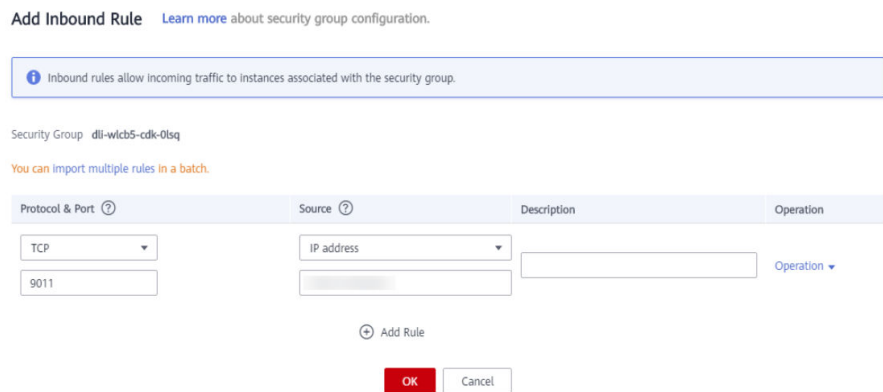 Add Inbound Rule Learn more about security group configuration.
Inbound rules allow incoming traffic to instances associated with the security group.
Security Group dli-wlcb5-cdk-0lsq
You can import multiple rules in a batch.
Protocol & Port ? Source ? Description Operation
TCP IP address
Operation
9011
Add Rule
OK Cancel